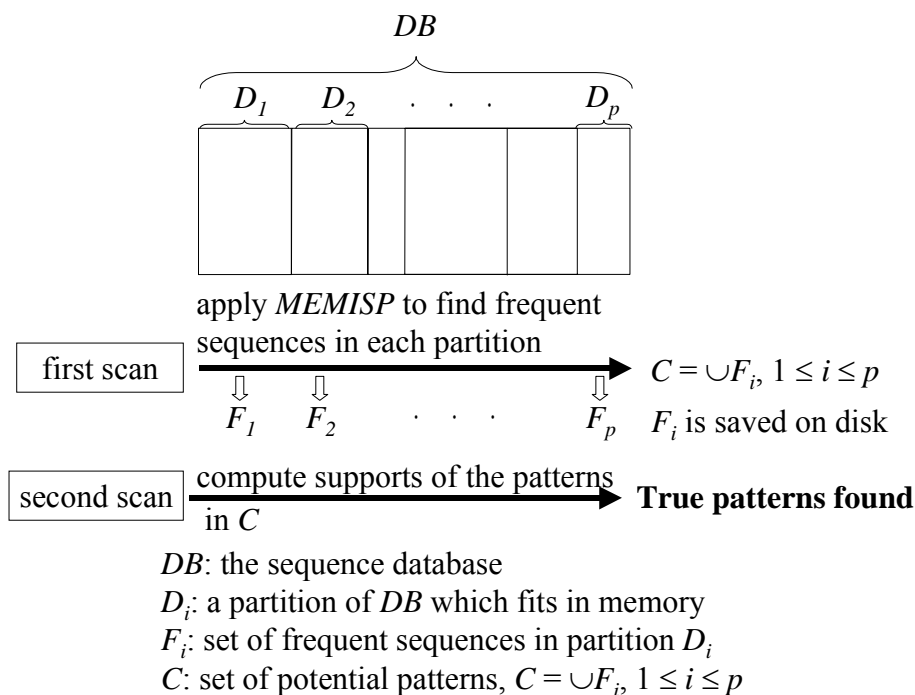 DB
D1 D2 . . . Dp
apply MEMISP to find frequent
sequences in each partition
first scan
C = ∪Fi, 1 ≤ i ≤ p
F1 F2 . . . Fp
Fi is saved on disk
second scan
compute supports of the patterns
in C
True patterns found
DB: the sequence database
Di: a partition of DB which fits in memory
Fi: set of frequent sequences in partition Di
C: set of potential patterns, C = ∪Fi, 1 ≤ i ≤ p